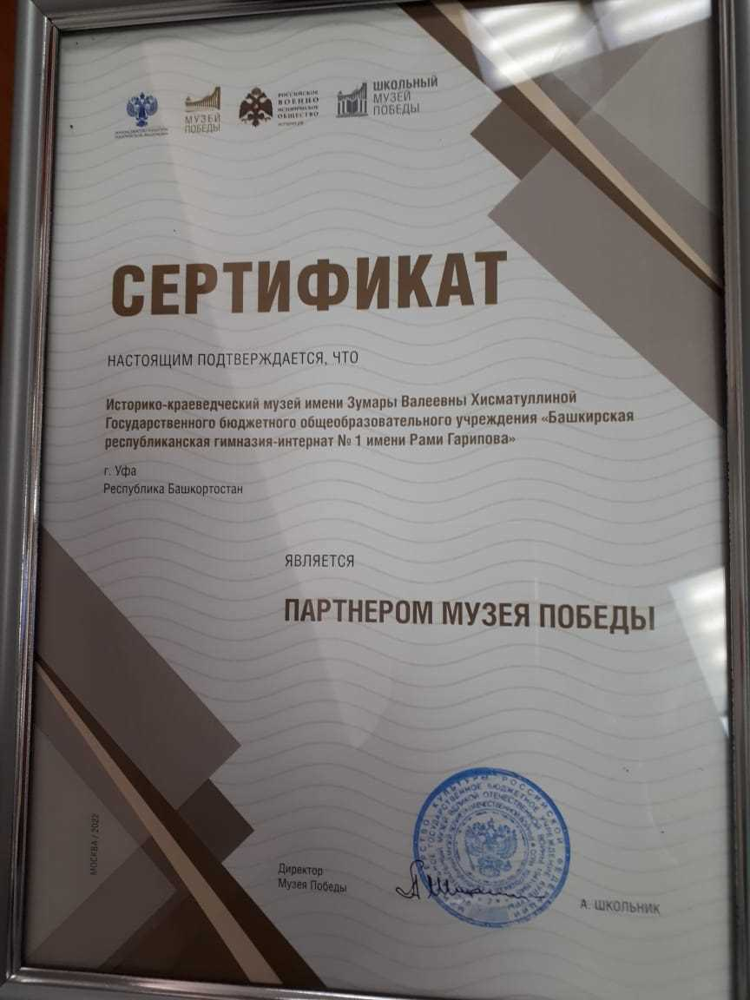 МУЗЕЙ
ПОБЕДЫ
РОССИЙСКОЕ
ВОЕННО
ИСТОРИЧЕСКОЕ
ОБЩЕСТВО
ШКОЛЬНЫЙ
МУЗЕЙ
ПОБЕДЫ
СЕРТИФИКАТ
НАСТОЯЩИМ ПОДТВЕРЖДАЕТСЯ, ЧТО
Историко-краеведческий музей имени Зумары Валеевны Хисматуллиной
Государственного бюджетного общеобразовательного учреждения «Башкирская
республиканская гимназия-интернат № 1 имени Рами Гарипова»
г. Уфа
Республика Башкортостан
ЯВЛЯЕТСЯ
ПАРТНЕРОМ МУЗЕЯ ПОБЕДЫ
МОСКВА / 2022
Директор
Музея Победы
А. ШКОЛЬНИК